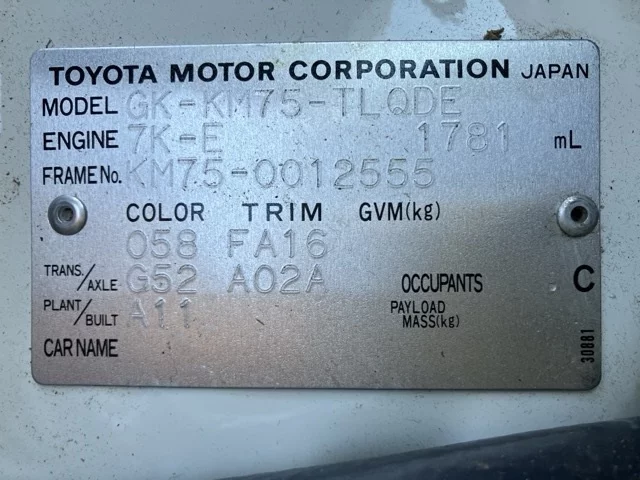 TOYOTA MOTOR CORPORATION JAPAN
MODEL GK-KM75-TLQDE
ENGINE 7K-E 1781 mL
FRAME No. KM75-0012555
COLOR TRIM GVM(kg)
058 FA16
TRANS./AXLE G52 A02A OCCUPANTS C
PLANT/BUILT A11 PAYLOAD MASS(kg)
CAR NAME
30881